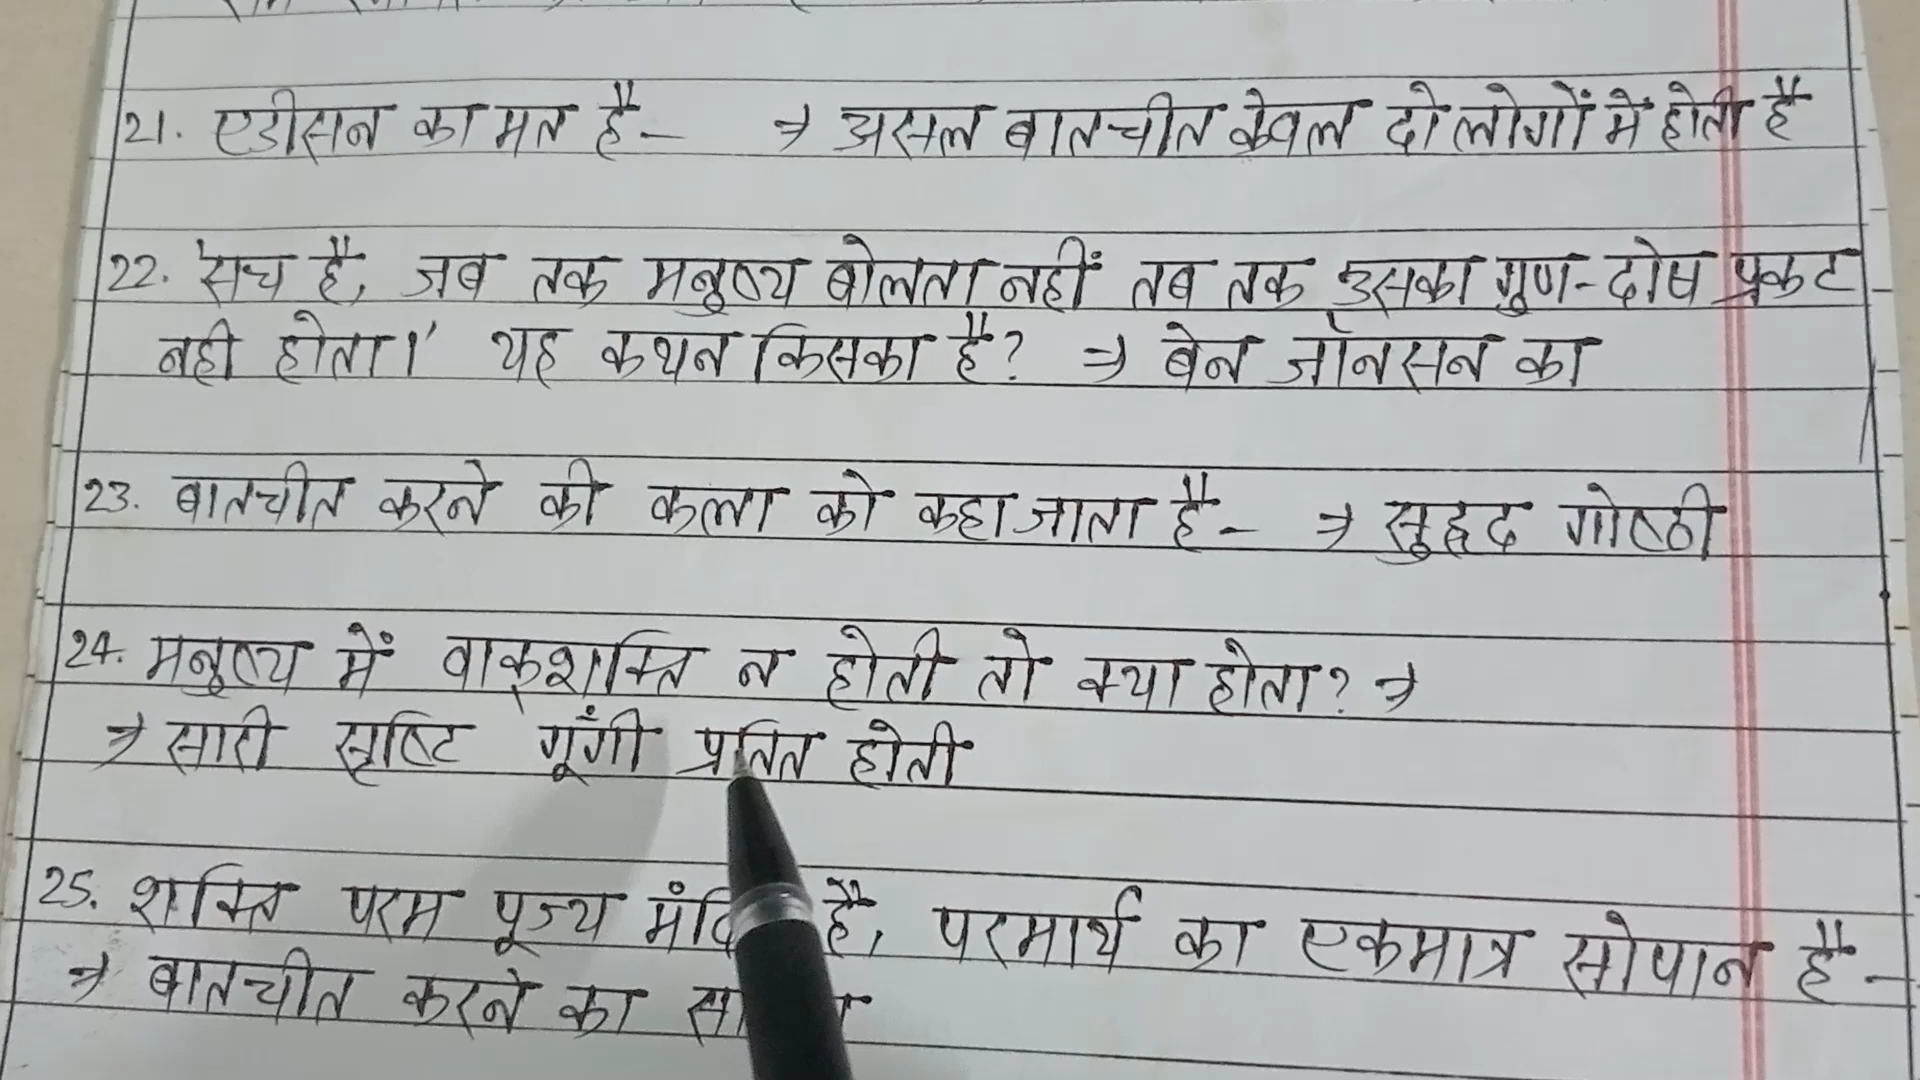 21. एडीसन का मत है- → असल बातचीत केवल दो लोगों में होती है
22. 'सच है, जब तक मनुष्य बोलता नहीं तब तक उसका गुण-दोष प्रकट
नही होता।' यह कथन किसका है? ⇒ बेन जॉनसन का
23. बातचीत करने की कला को कहा जाता है- → सुहृद गोष्ठी
24. मनुष्य में वाक्शक्ति न होती तो क्या होता? →
→ सारी सृष्टि गूँगी प्रतित होती
25. शक्ति परम पूज्य है, परमार्थ का एकमात्र सोपान है-
→ बातचीत करने का